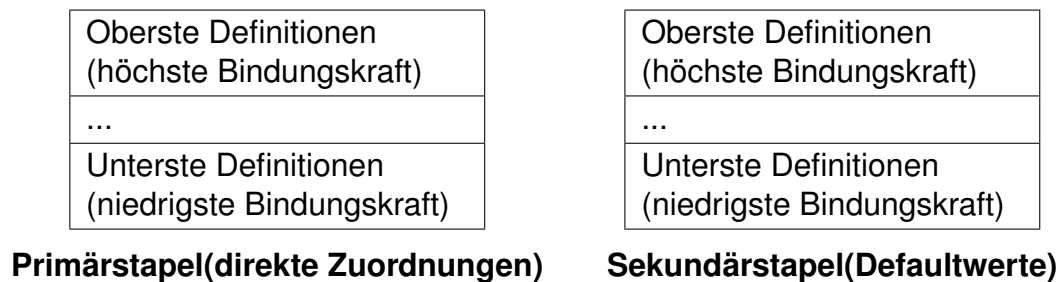 Oberste Definitionen
(höchste Bindungskraft)
...
Unterste Definitionen
(niedrigste Bindungskraft)
Primärstapel(direkte Zuordnungen)
Oberste Definitionen
(höchste Bindungskraft)
...
Unterste Definitionen
(niedrigste Bindungskraft)
Sekundärstapel(Defaultwerte)